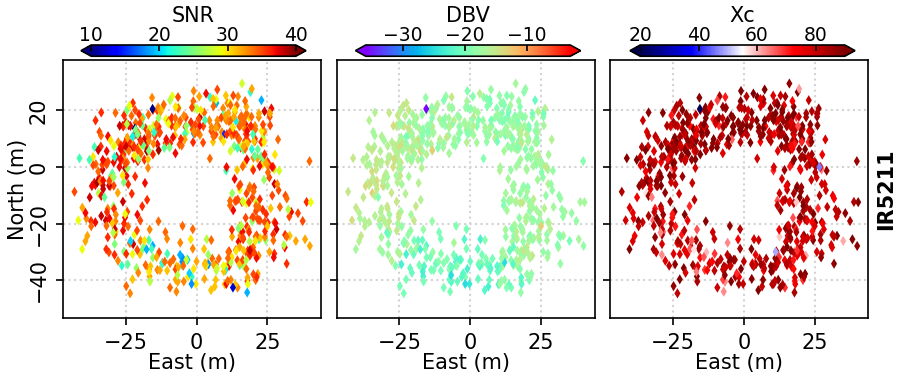 SNR DBV Xc
10 20 30 40 −30 −20 −10 20 40 60 80
20
0
−20
−40
North (m)
−25 0 25 −25 0 25 −25 0 25
East (m) East (m) East (m)
IR5211